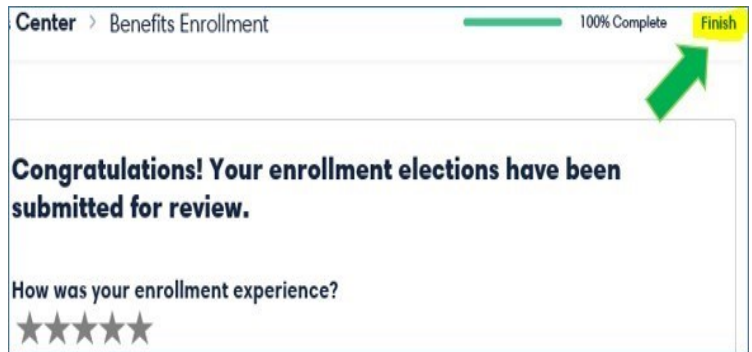 Center > Benefits Enrollment 100% Complete Finish
Congratulations! Your enrollment elections have been
submitted for review.
How was your enrollment experience?